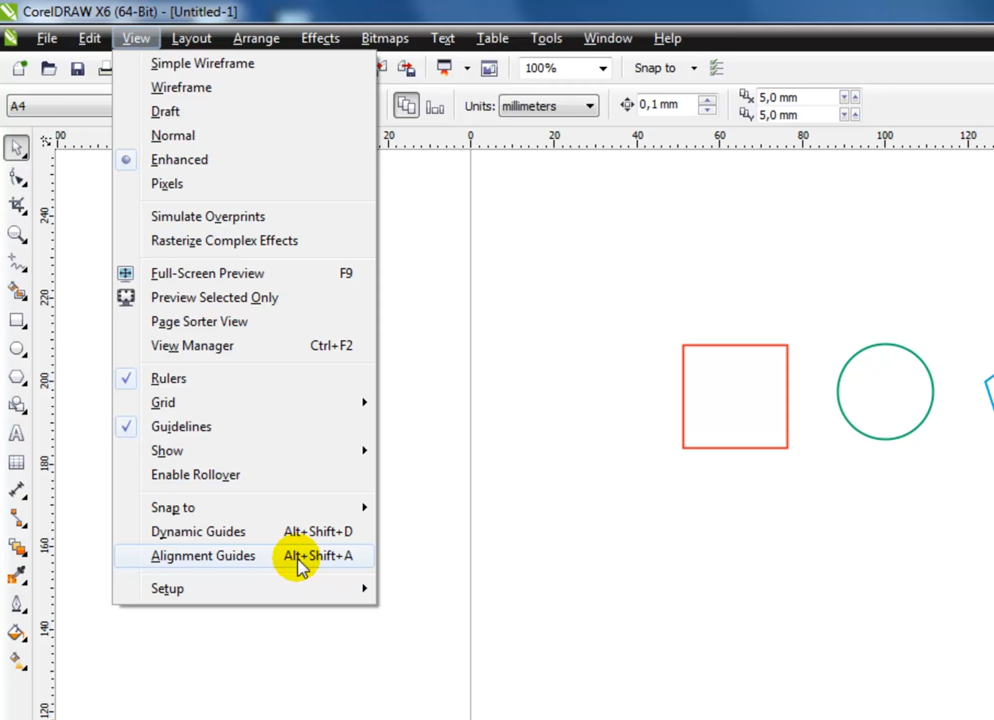 CorelDRAW X6 (64-Bit) - [Untitled-1]
File Edit View Layout Arrange Effects Bitmaps Text Table Tools Window Help
100% Snap to
A4 Units: millimeters 0,1 mm 5,0 mm
5,0 mm
00 20 0 20 40 60 80 100 120
Simple Wireframe
Wireframe
Draft
Normal
Enhanced
Pixels
Simulate Overprints
Rasterize Complex Effects
Full-Screen Preview F9
Preview Selected Only
Page Sorter View
View Manager Ctrl+F2
Rulers
Grid
Guidelines
Show
Enable Rollover
Snap to
Dynamic Guides Alt+Shift+D
Alignment Guides Alt+Shift+A
Setup
240
220
200
180
160
140
120